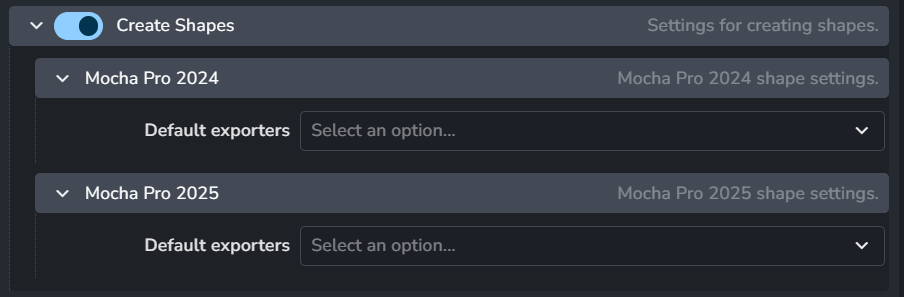 Create Shapes Settings for creating shapes.
Mocha Pro 2024 Mocha Pro 2024 shape settings.
Default exporters Select an option...
Mocha Pro 2025 Mocha Pro 2025 shape settings.
Default exporters Select an option...